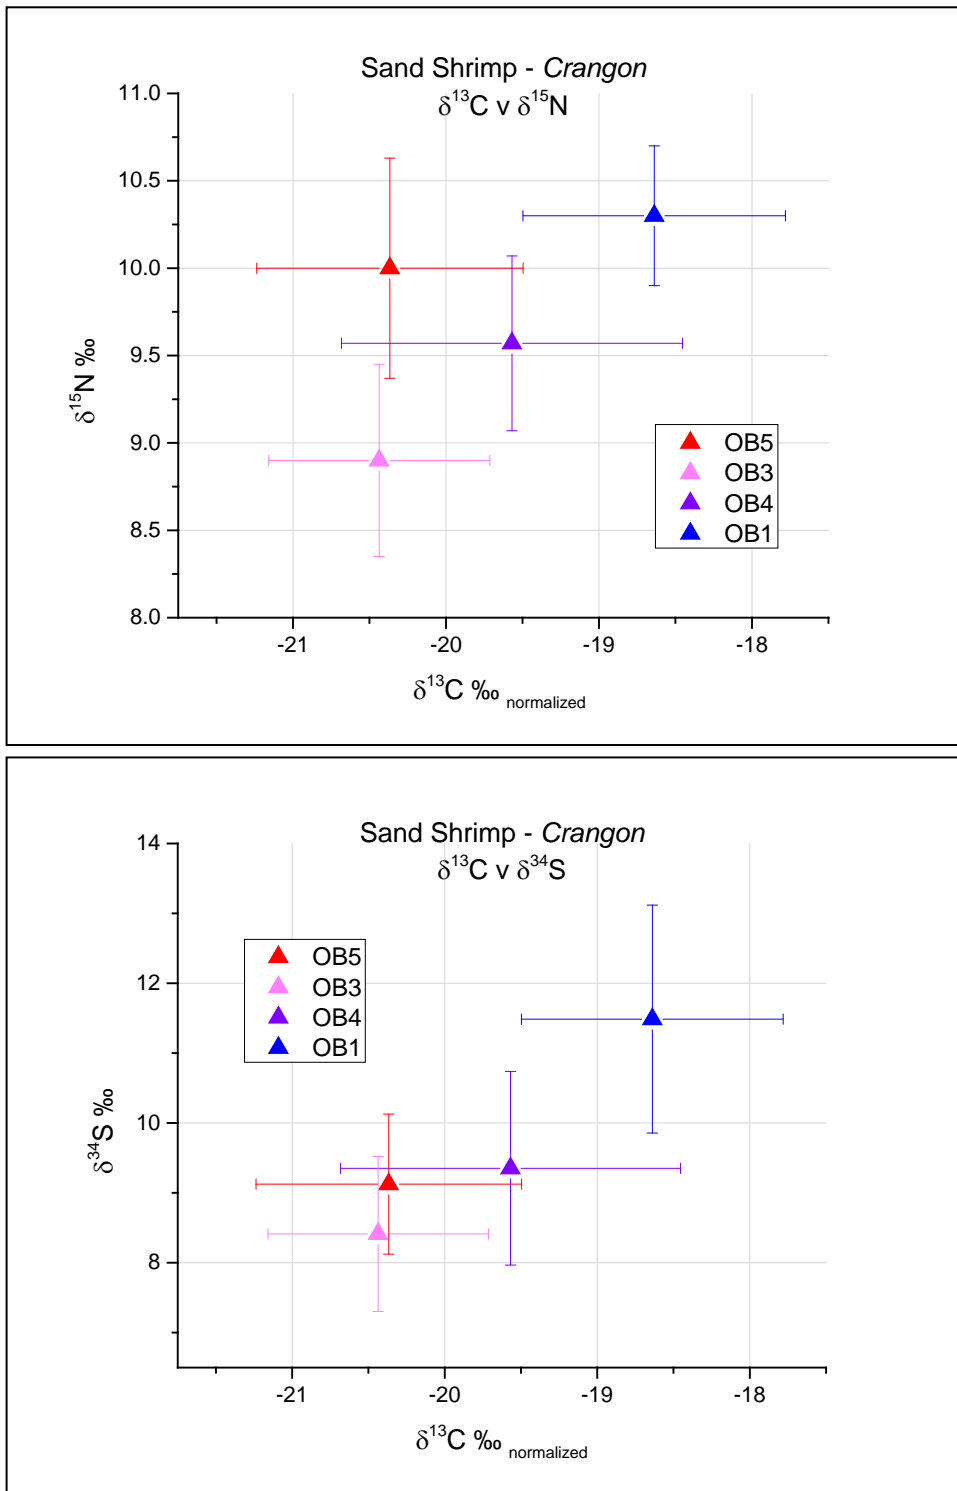 Sand Shrimp - Crangon
δ¹³C v δ¹⁵N
11.0
10.5
10.0
9.5
9.0
8.5
8.0
δ¹⁵N ‰
OB5
OB3
OB4
OB1
-21 -20 -19 -18
δ¹³C ‰ normalized
Sand Shrimp - Crangon
δ¹³C v δ³⁴S
14
12
10
8
δ³⁴S ‰
OB5
OB3
OB4
OB1
-21 -20 -19 -18
δ¹³C ‰ normalized